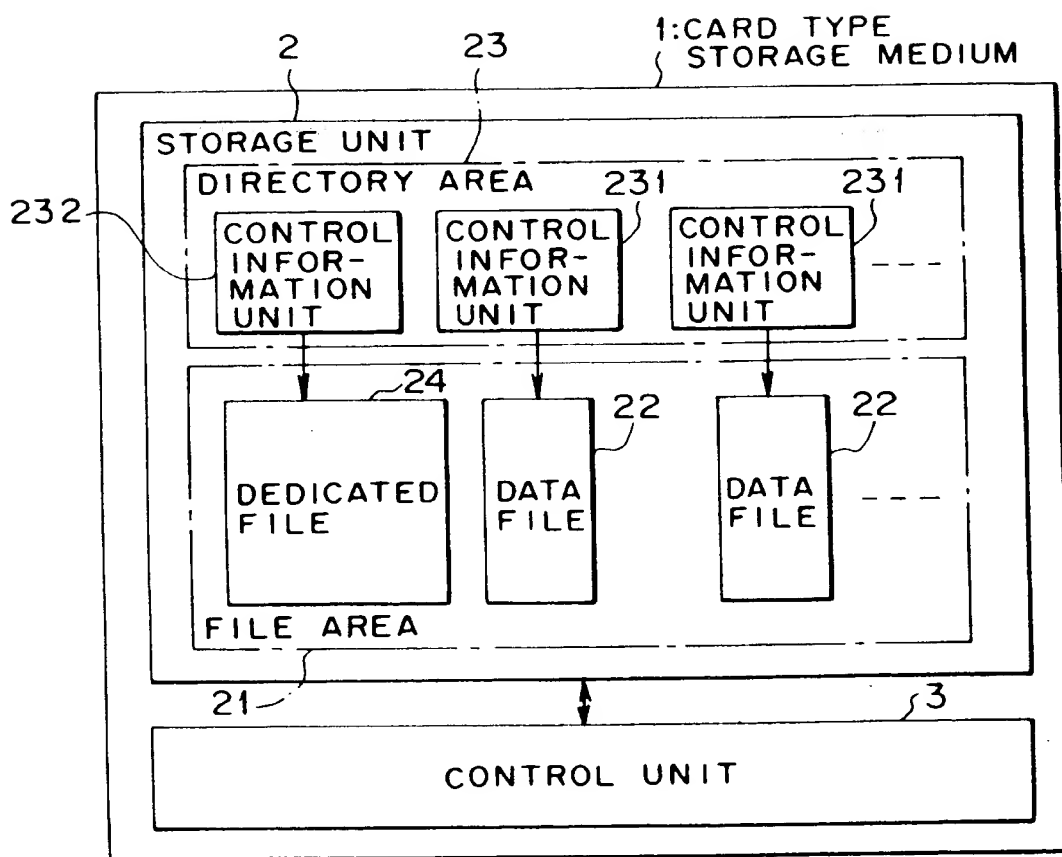 1:CARD TYPE
STORAGE MEDIUM
2
23
STORAGE UNIT
DIRECTORY AREA
231
231
232
CONTROL
INFOR-
MATION
UNIT
CONTROL
INFOR-
MATION
UNIT
CONTROL
INFOR-
MATION
UNIT
24
22
22
DEDICATED
FILE
DATA
FILE
DATA
FILE
FILE AREA
21
3
CONTROL UNIT